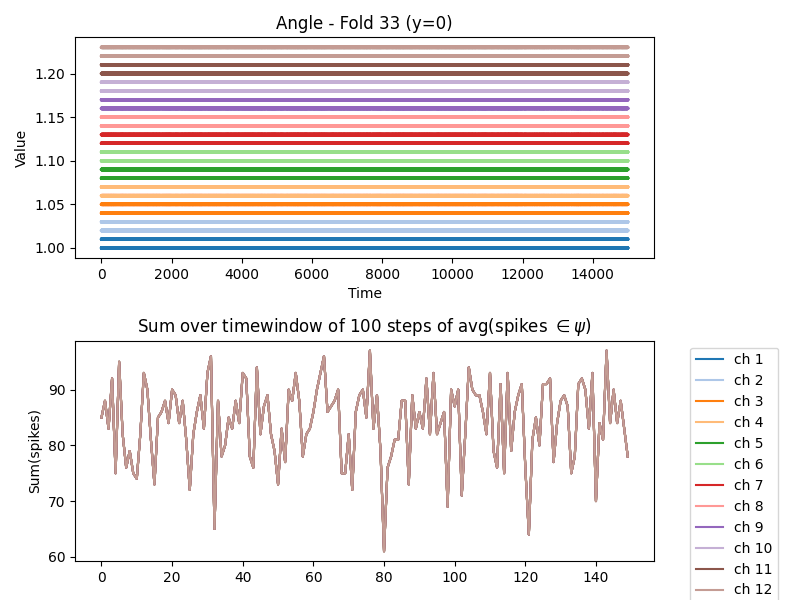 Angle - Fold 33 (y=0)
Value
1.20
1.15
1.10
1.05
1.00
0 2000 4000 6000 8000 10000 12000 14000
Time
Sum over timewindow of 100 steps of avg(spikes ∈ψ)
Sum(spikes)
90
80
70
60
0 20 40 60 80 100 120 140
ch 1
ch 2
ch 3
ch 4
ch 5
ch 6
ch 7
ch 8
ch 9
ch 10
ch 11
ch 12